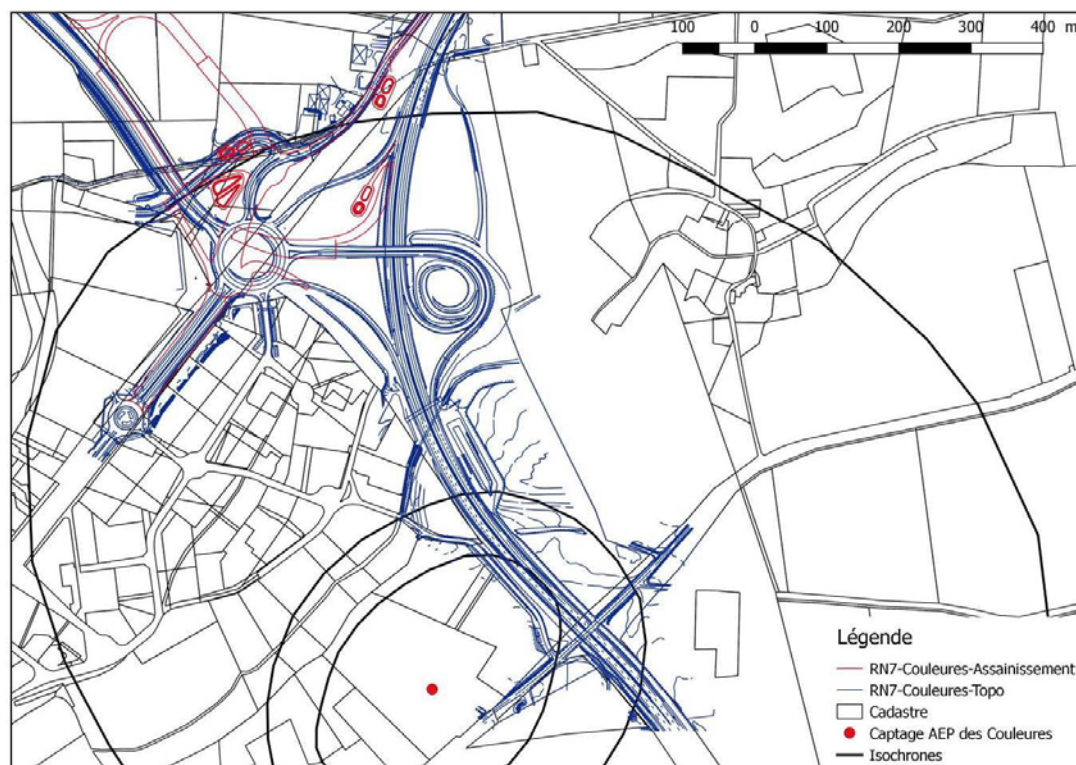 100 0 100 200 300 400 m
Légende
RN7-Couleures-Assainissement
RN7-Couleures-Topo
Cadastre
Captage AEP des Couleures
Isochrones